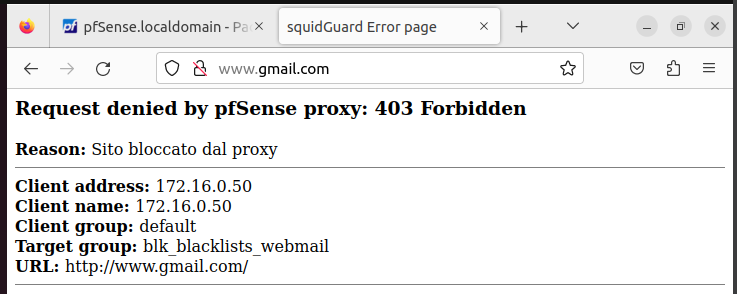 pfSense.localdomain - Pa
squidGuard Error page
www.gmail.com
Request denied by pfSense proxy: 403 Forbidden
Reason: Sito bloccato dal proxy
Client address: 172.16.0.50
Client name: 172.16.0.50
Client group: default
Target group: blk_blacklists_webmail
URL: http://www.gmail.com/